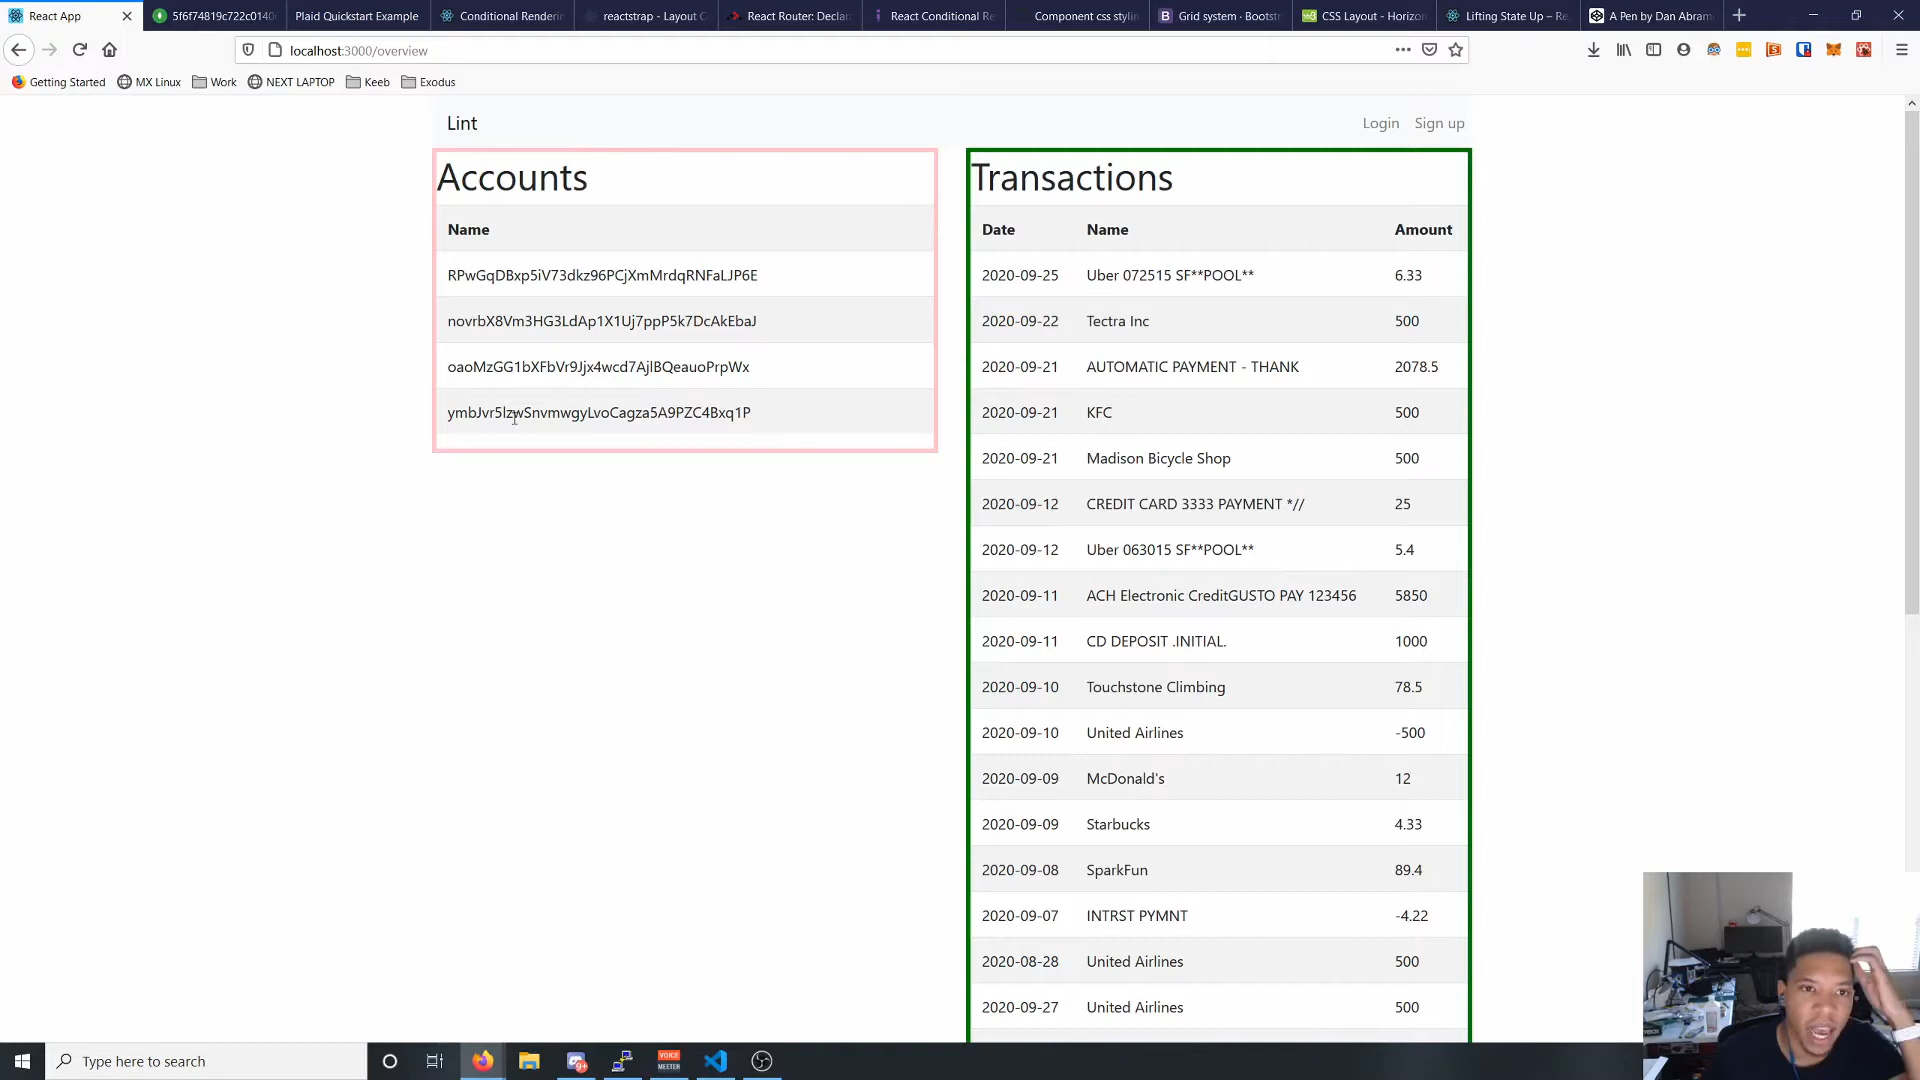 React App
5f6f74819c722c0140
Plaid Quickstart Example
Conditional Renderin
reactstrap - Layout C
React Router: Declara
React Conditional Re
Component css stylin
Grid system · Bootst
CSS Layout - Horizon
Lifting State Up – Re
A Pen by Dan Abram
localhost:3000/overview
Getting Started
MX Linux
Work
NEXT LAPTOP
Keeb
Exodus
Lint
Login
Sign up
Accounts
Name
RPwGqDBxp5iV73dkz96PCjXmMrdqRNFaLJP6E
novrbX8Vm3HG3LdAp1X1Uj7ppP5k7DcAkEbaJ
oaoMzGG1bXFbVr9Jjx4wcd7AjlBQeauoPrpWx
ymbJvr5lzwSnvmwgyLvoCagza5A9PZC4Bxq1P
Transactions
Date Name Amount
2020-09-25 Uber 072515 SF**POOL** 6.33
2020-09-22 Tectra Inc 500
2020-09-21 AUTOMATIC PAYMENT - THANK 2078.5
2020-09-21 KFC 500
2020-09-21 Madison Bicycle Shop 500
2020-09-12 CREDIT CARD 3333 PAYMENT *// 25
2020-09-12 Uber 063015 SF**POOL** 5.4
2020-09-11 ACH Electronic CreditGUSTO PAY 123456 5850
2020-09-11 CD DEPOSIT .INITIAL. 1000
2020-09-10 Touchstone Climbing 78.5
2020-09-10 United Airlines -500
2020-09-09 McDonald's 12
2020-09-09 Starbucks 4.33
2020-09-08 SparkFun 89.4
2020-09-07 INTRST PYMNT -4.22
2020-08-28 United Airlines 500
2020-09-27 United Airlines 500
Type here to search
VOICE
MEETER